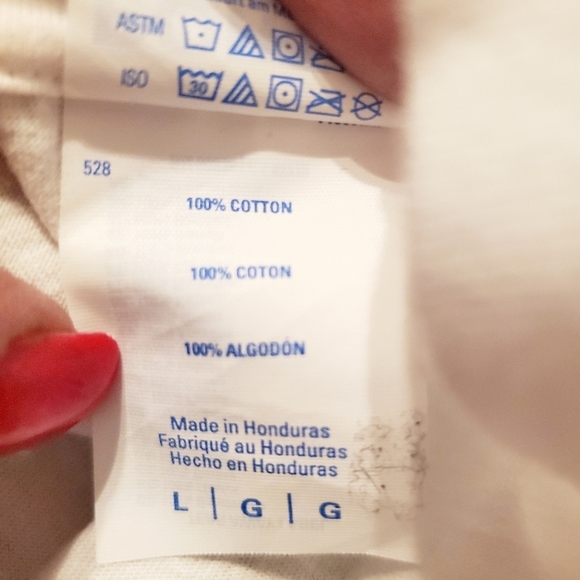 ASTM
ISO
30
528
100% COTTON
100% COTON
100% ALGODÓN
Made in Honduras
Fabriqué au Honduras
Hecho en Honduras
L | G | G